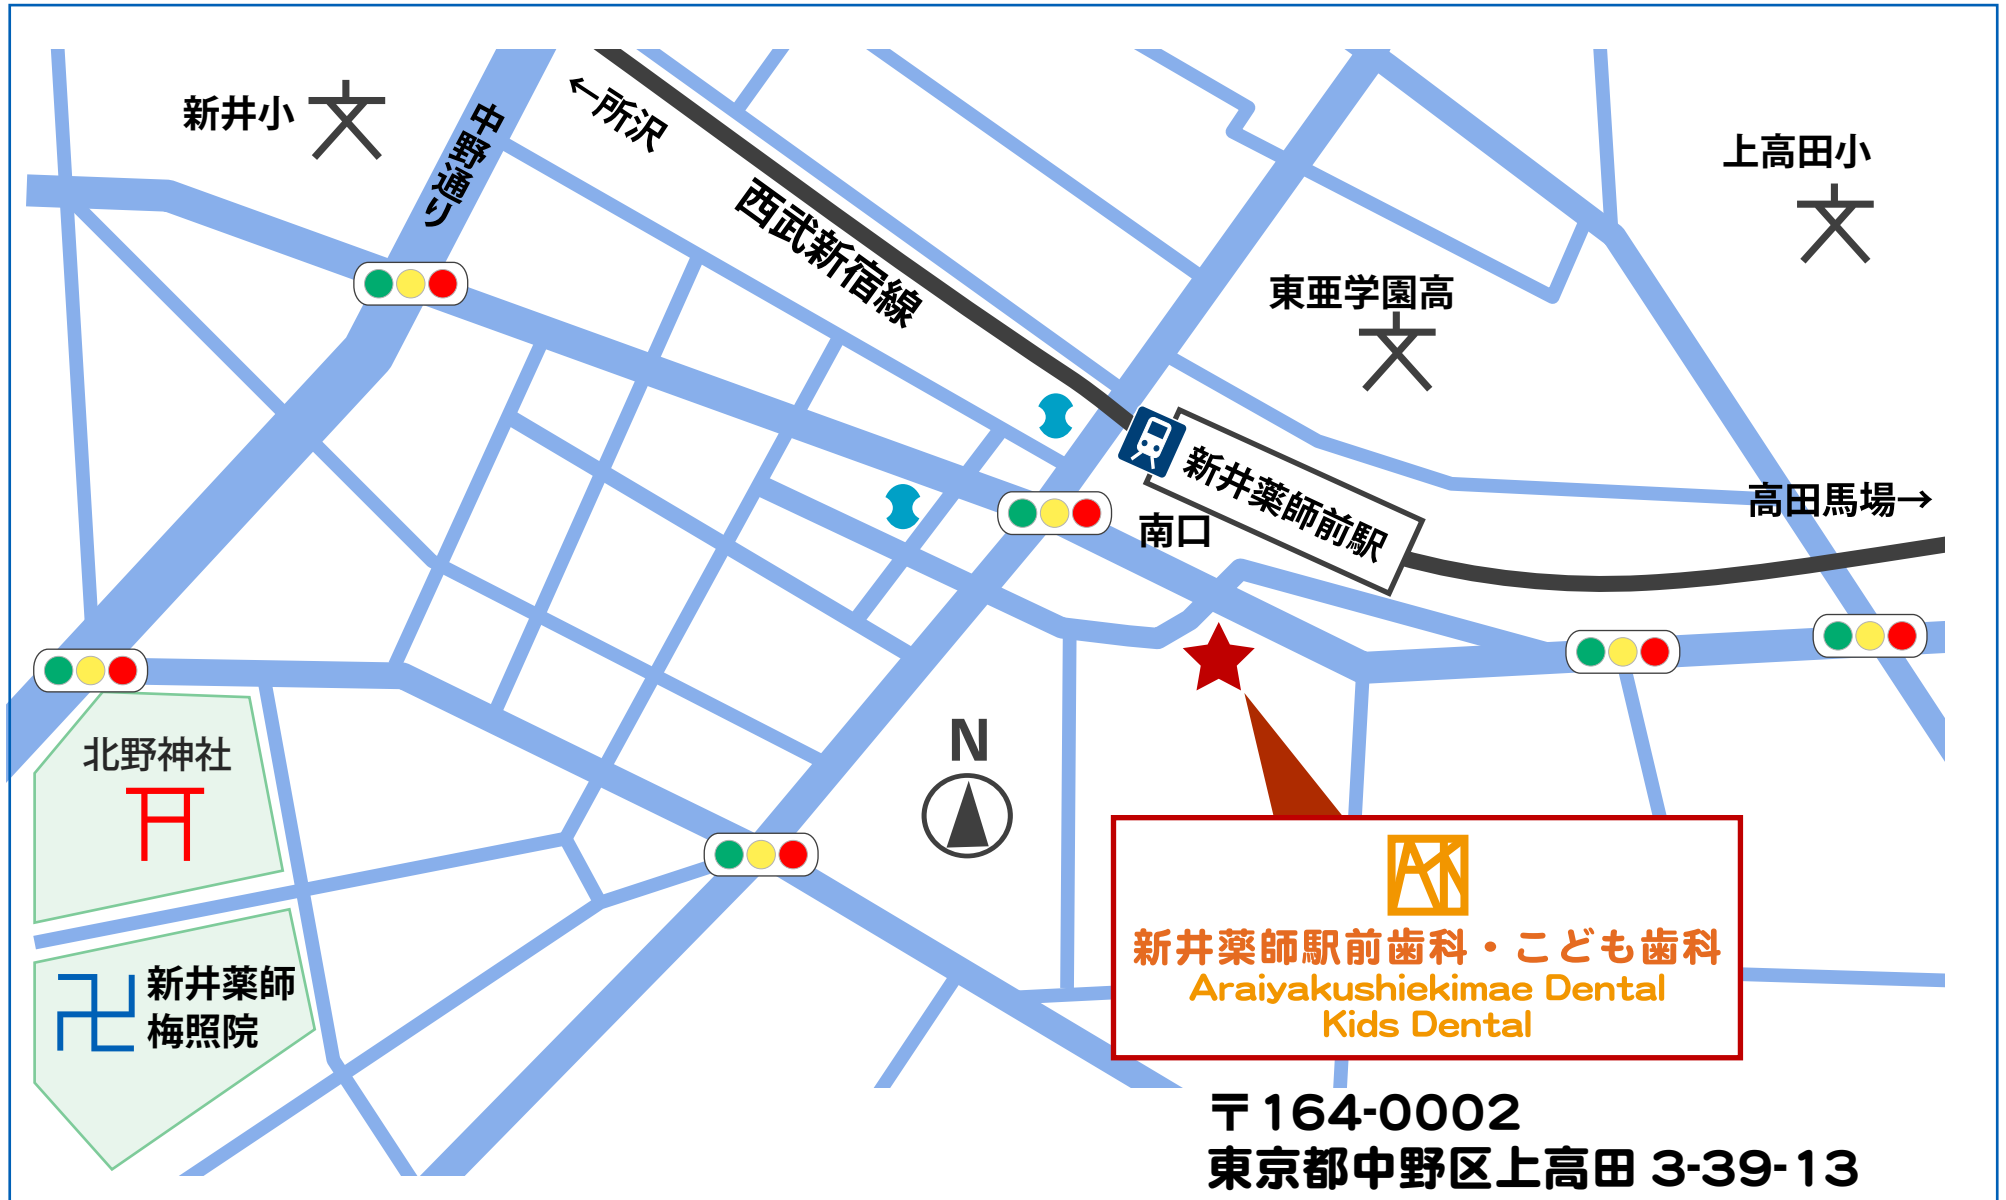 新井小
中野通り
←所沢
西武新宿線
上高田小
東亜学園高
高田馬場→
新井薬師前駅
南口
北野神社
新井薬師
梅照院
N
新井薬師駅前歯科・こども歯科
Araiyakushiekimae Dental
Kids Dental
〒164-0002
東京都中野区上高田 3-39-13